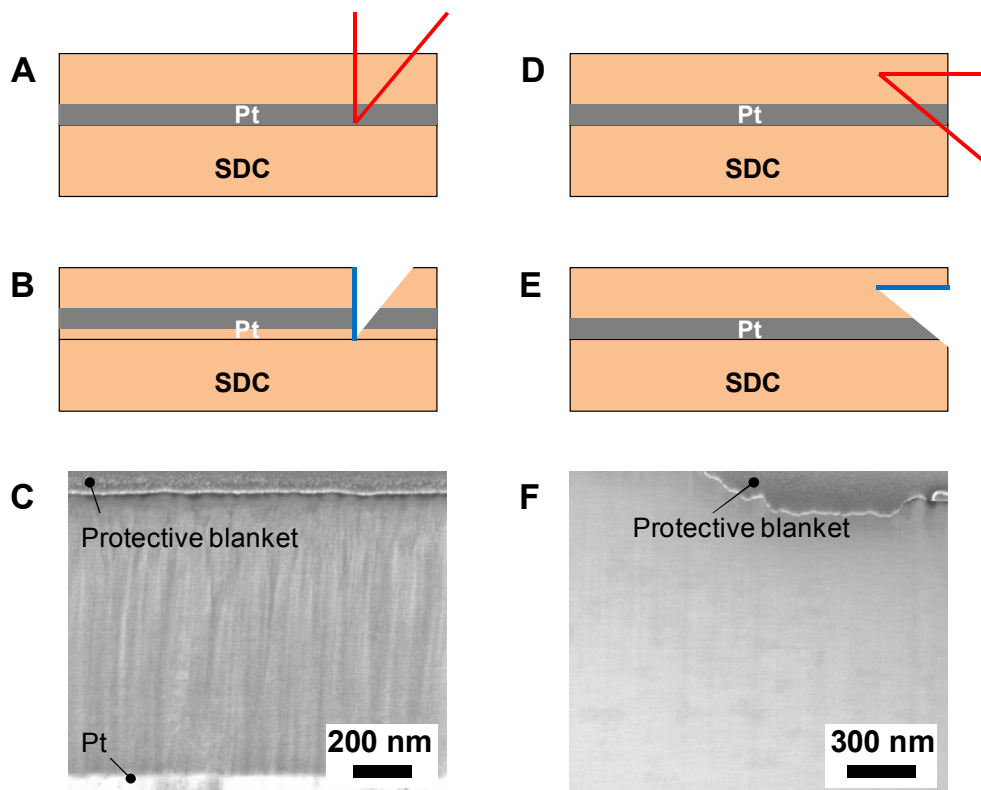 A
Pt
SDC
D
Pt
SDC
B
Pt
SDC
E
Pt
SDC
C
Protective blanket
Pt
200 nm
F
Protective blanket
300 nm